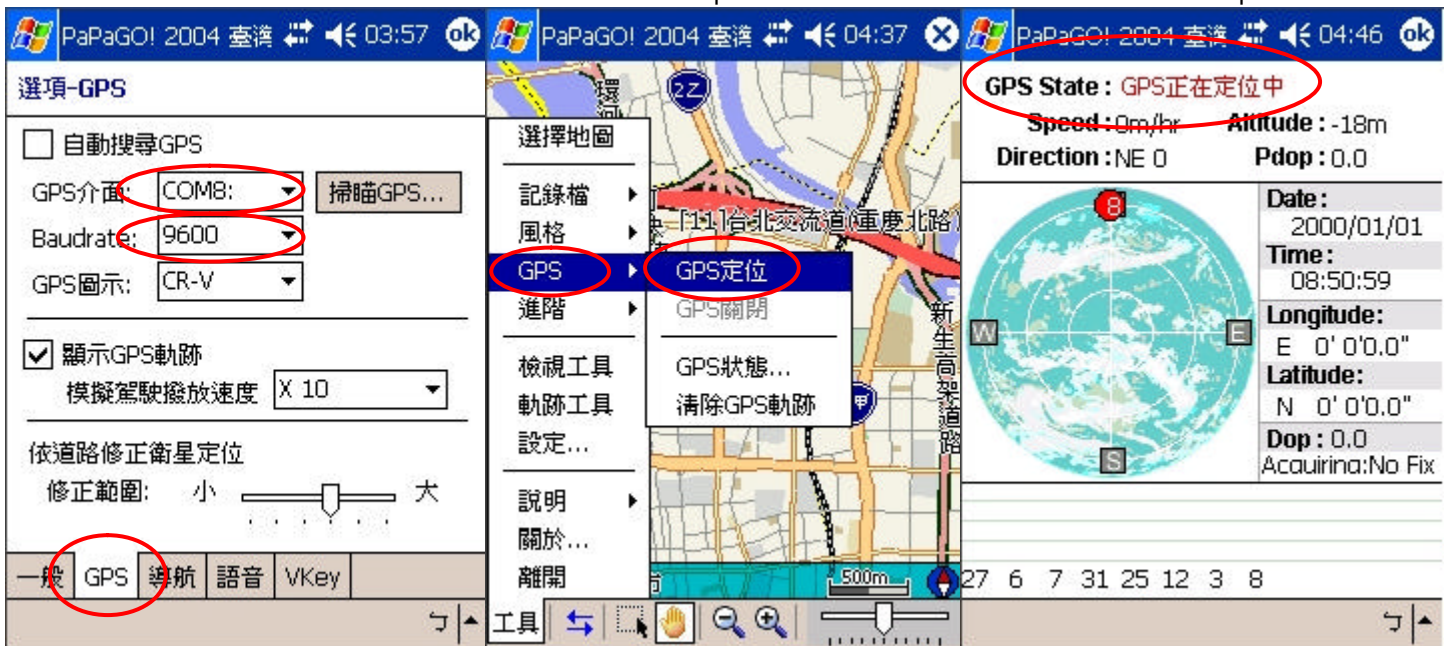 PaPaGO! 2004 臺灣 03:57 ok
選項-GPS
自動搜尋GPS
GPS介面: COM8: 掃瞄GPS...
Baudrate: 9600
GPS圖示: CR-V
顯示GPS軌跡
模擬駕駛撥放速度 X 10
依道路修正衛星定位
修正範圍: 小 大
一般 GPS 導航 語音 VKey
ㄅ
PaPaGO! 2004 臺灣 04:37
環河
2Z
選擇地圖
記錄檔
[11]台北交流道(重慶北路)
風格
GPS GPS定位
進階 GPS關閉
新生高架道路
檢視工具 GPS狀態...
軌跡工具 清除GPS軌跡
甲
設定...
說明
關於...
離開
500m
工具
PaPaGO! 2004 臺灣 04:46 ok
GPS State : GPS正在定位中
Speed : 0m/hr Altitude : -18m
Direction : NE 0 Pdop : 0.0
8
W E S
Date :
2000/01/01
Time :
08:50:59
Longitude:
E 0' 0'0.0"
Latitude:
N 0' 0'0.0"
Dop : 0.0
Acquiring:No Fix
27 6 7 31 25 12 3 8
ㄅ